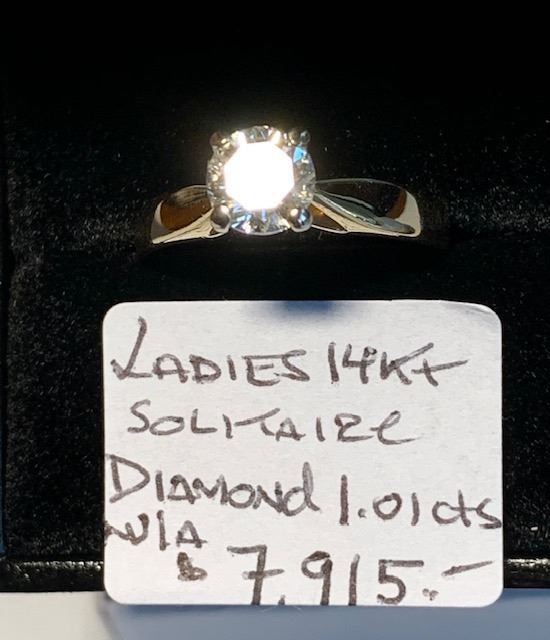 LADIES 14Kt
SOLITAIRE
DIAMOND 1.01cts
W/A
$ 7,915.-